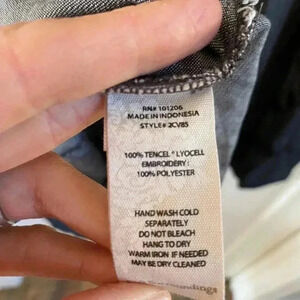 RN# 101206
MADE IN INDONESIA
STYLE# 2CV85
100% TENCEL ® LYOCELL
EMBROIDERY :
100% POLYESTER
HAND WASH COLD
SEPARATELY
DO NOT BLEACH
HANG TO DRY
WARM IRON IF NEEDED
MAY BE DRY CLEANED